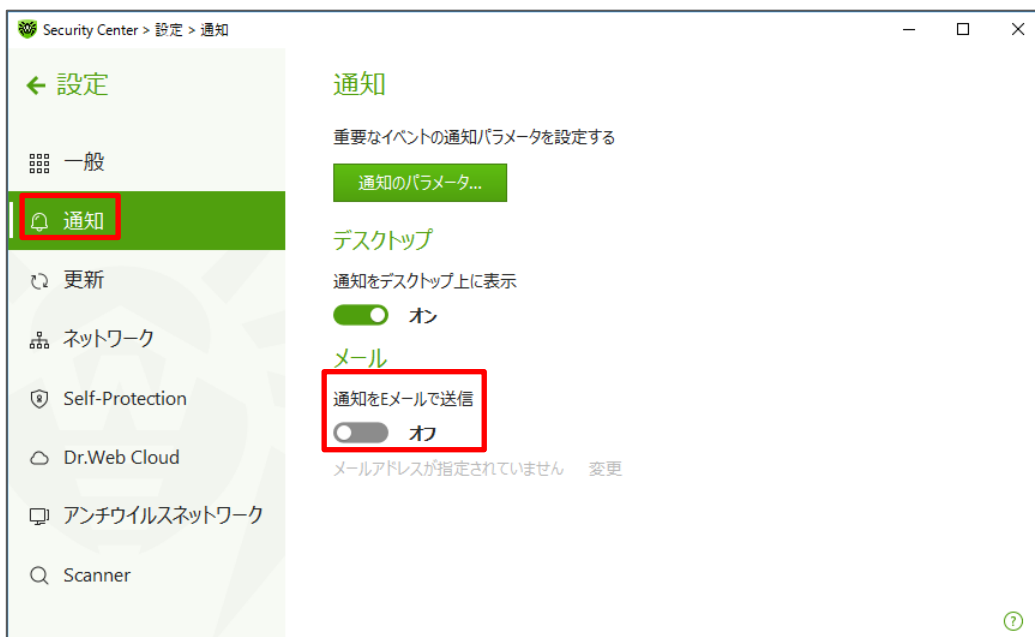 Security Center > 設定 > 通知
設定
一般
通知
更新
ネットワーク
Self-Protection
Dr.Web Cloud
アンチウイルスネットワーク
Scanner
通知
重要なイベントの通知パラメータを設定する
通知のパラメータ...
デスクトップ
通知をデスクトップ上に表示
オン
メール
通知をEメールで送信
オフ
メールアドレスが指定されていません 変更
?